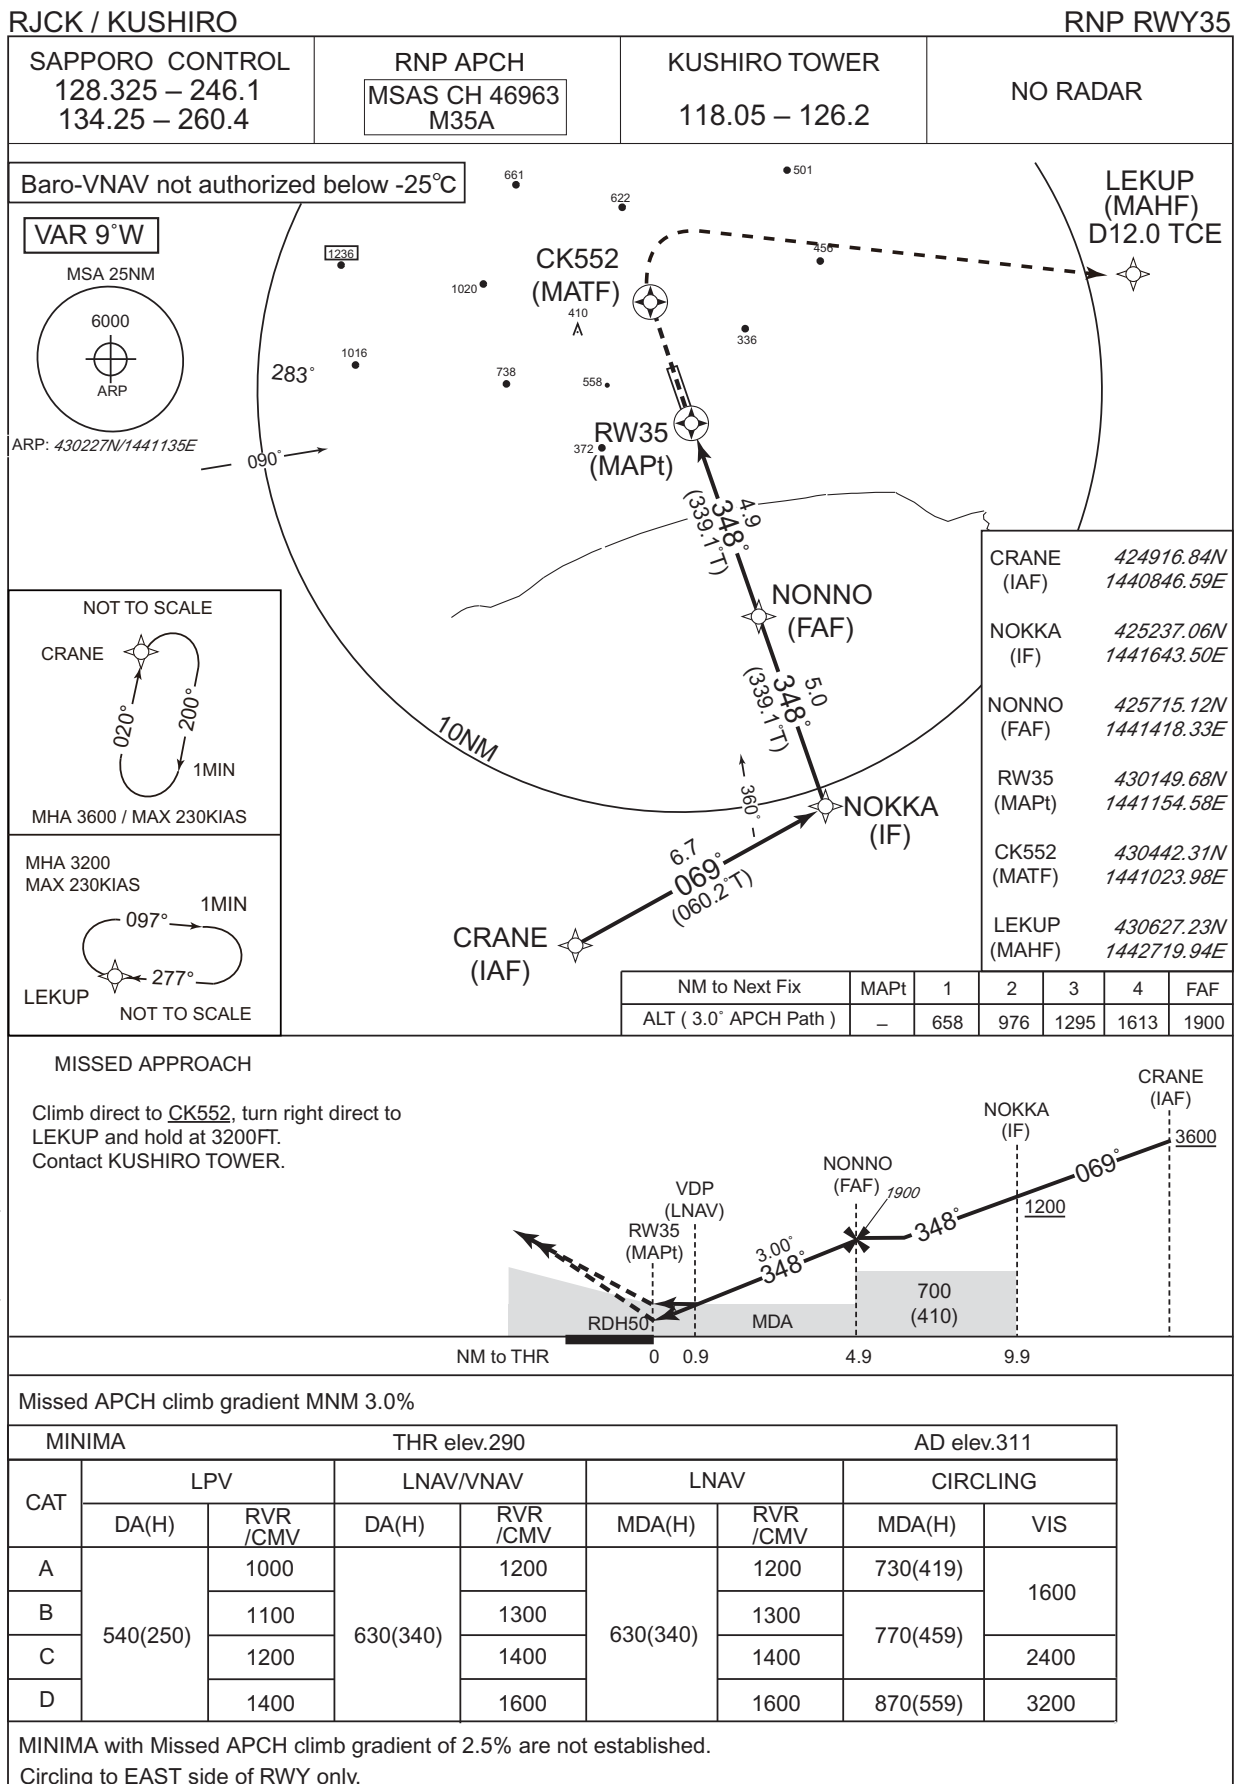 RJCK / KUSHIRO
RNP RWY35
SAPPORO CONTROL
128.325 – 246.1
134.25 – 260.4
RNP APCH
MSAS CH 46963
M35A
KUSHIRO TOWER
118.05 – 126.2
NO RADAR
Baro-VNAV not authorized below -25℃
VAR 9˚W
MSA 25NM
6000
ARP
ARP: 430227N/1441135E
661
622
501
1236
1020
410
456
336
1016
738
558
372
LEKUP
(MAHF)
D12.0 TCE
CK552
(MATF)
283˚
090˚
RW35
(MAPt)
4.9
348˚
(339.1˚T)
NONNO
(FAF)
5.0
348˚
(339.1˚T)
10NM
360˚
NOKKA
(IF)
6.7
069˚
(060.2˚T)
CRANE
(IAF)
NOT TO SCALE
CRANE
020°
200°
1MIN
MHA 3600 / MAX 230KIAS
MHA 3200
MAX 230KIAS
1MIN
097°
277°
LEKUP
NOT TO SCALE
CRANE 424916.84N
(IAF) 1440846.59E
NOKKA 425237.06N
(IF) 1441643.50E
NONNO 425715.12N
(FAF) 1441418.33E
RW35 430149.68N
(MAPt) 1441154.58E
CK552 430442.31N
(MATF) 1441023.98E
LEKUP 430627.23N
(MAHF) 1442719.94E
NM to Next Fix MAPt 1 2 3 4 FAF
ALT ( 3.0˚ APCH Path ) – 658 976 1295 1613 1900
MISSED APPROACH
Climb direct to CK552, turn right direct to
LEKUP and hold at 3200FT.
Contact KUSHIRO TOWER.
CRANE
(IAF)
3600
069˚
NOKKA
(IF)
1200
348˚
NONNO
(FAF)
1900
VDP
(LNAV)
3.00˚
348˚
RW35
(MAPt)
700
(410)
RDH50
MDA
NM to THR 0 0.9 4.9 9.9
Missed APCH climb gradient MNM 3.0%
MINIMA THR elev.290 AD elev.311
CAT LPV LNAV/VNAV LNAV CIRCLING
DA(H) RVR /CMV DA(H) RVR /CMV MDA(H) RVR /CMV MDA(H) VIS
A 540(250) 1000 630(340) 1200 630(340) 1200 730(419) 1600
B 1100 1300 1300 770(459)
C 1200 1400 1400 2400
D 1400 1600 1600 870(559) 3200
MINIMA with Missed APCH climb gradient of 2.5% are not established.
Circling to EAST side of RWY only.